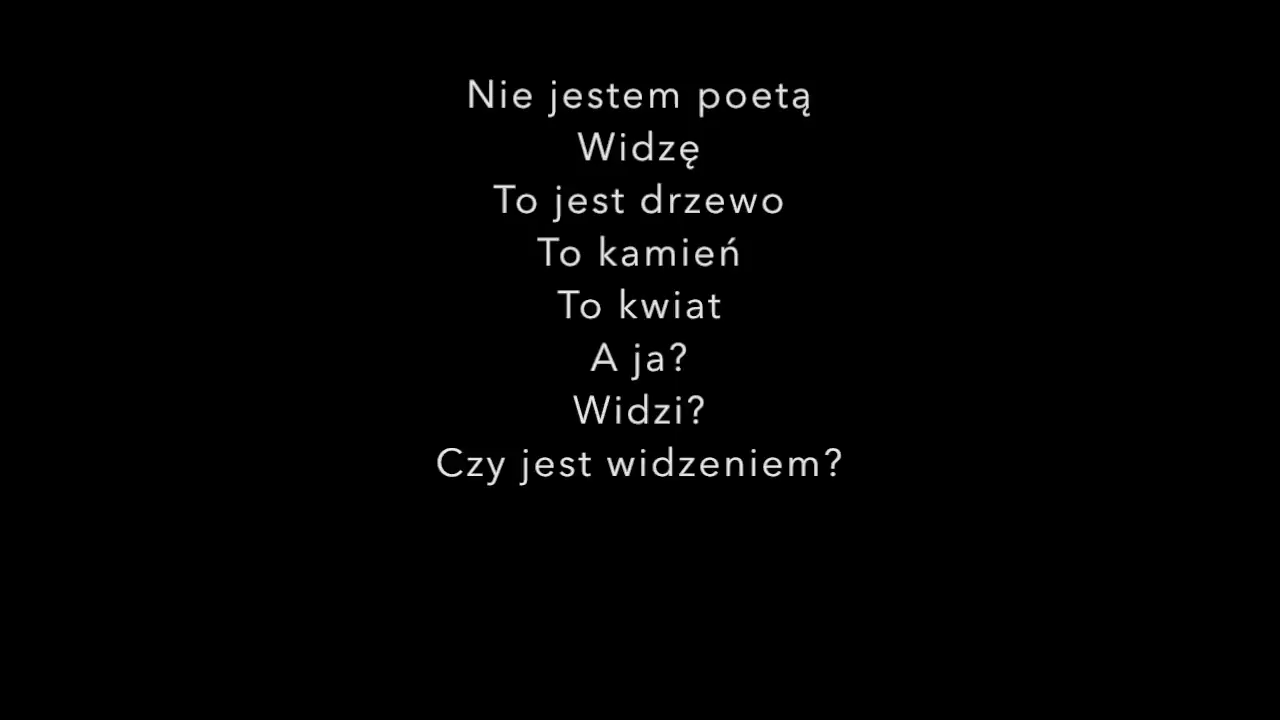 Nie jestem poetą
Widzę
To jest drzewo
To kamień
To kwiat
A ja?
Widzi?
Czy jest widzeniem?